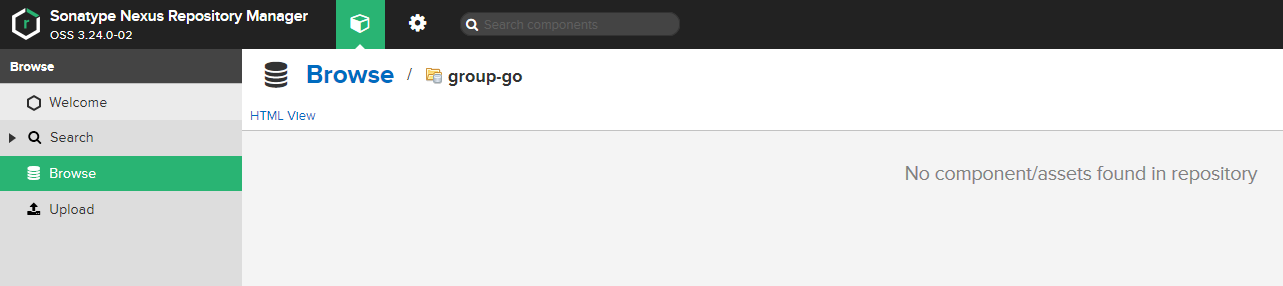 Sonatype Nexus Repository Manager
OSS 3.24.0-02
Search components
Browse
Browse / group-go
Welcome
HTML View
Search
Browse
No component/assets found in repository
Upload